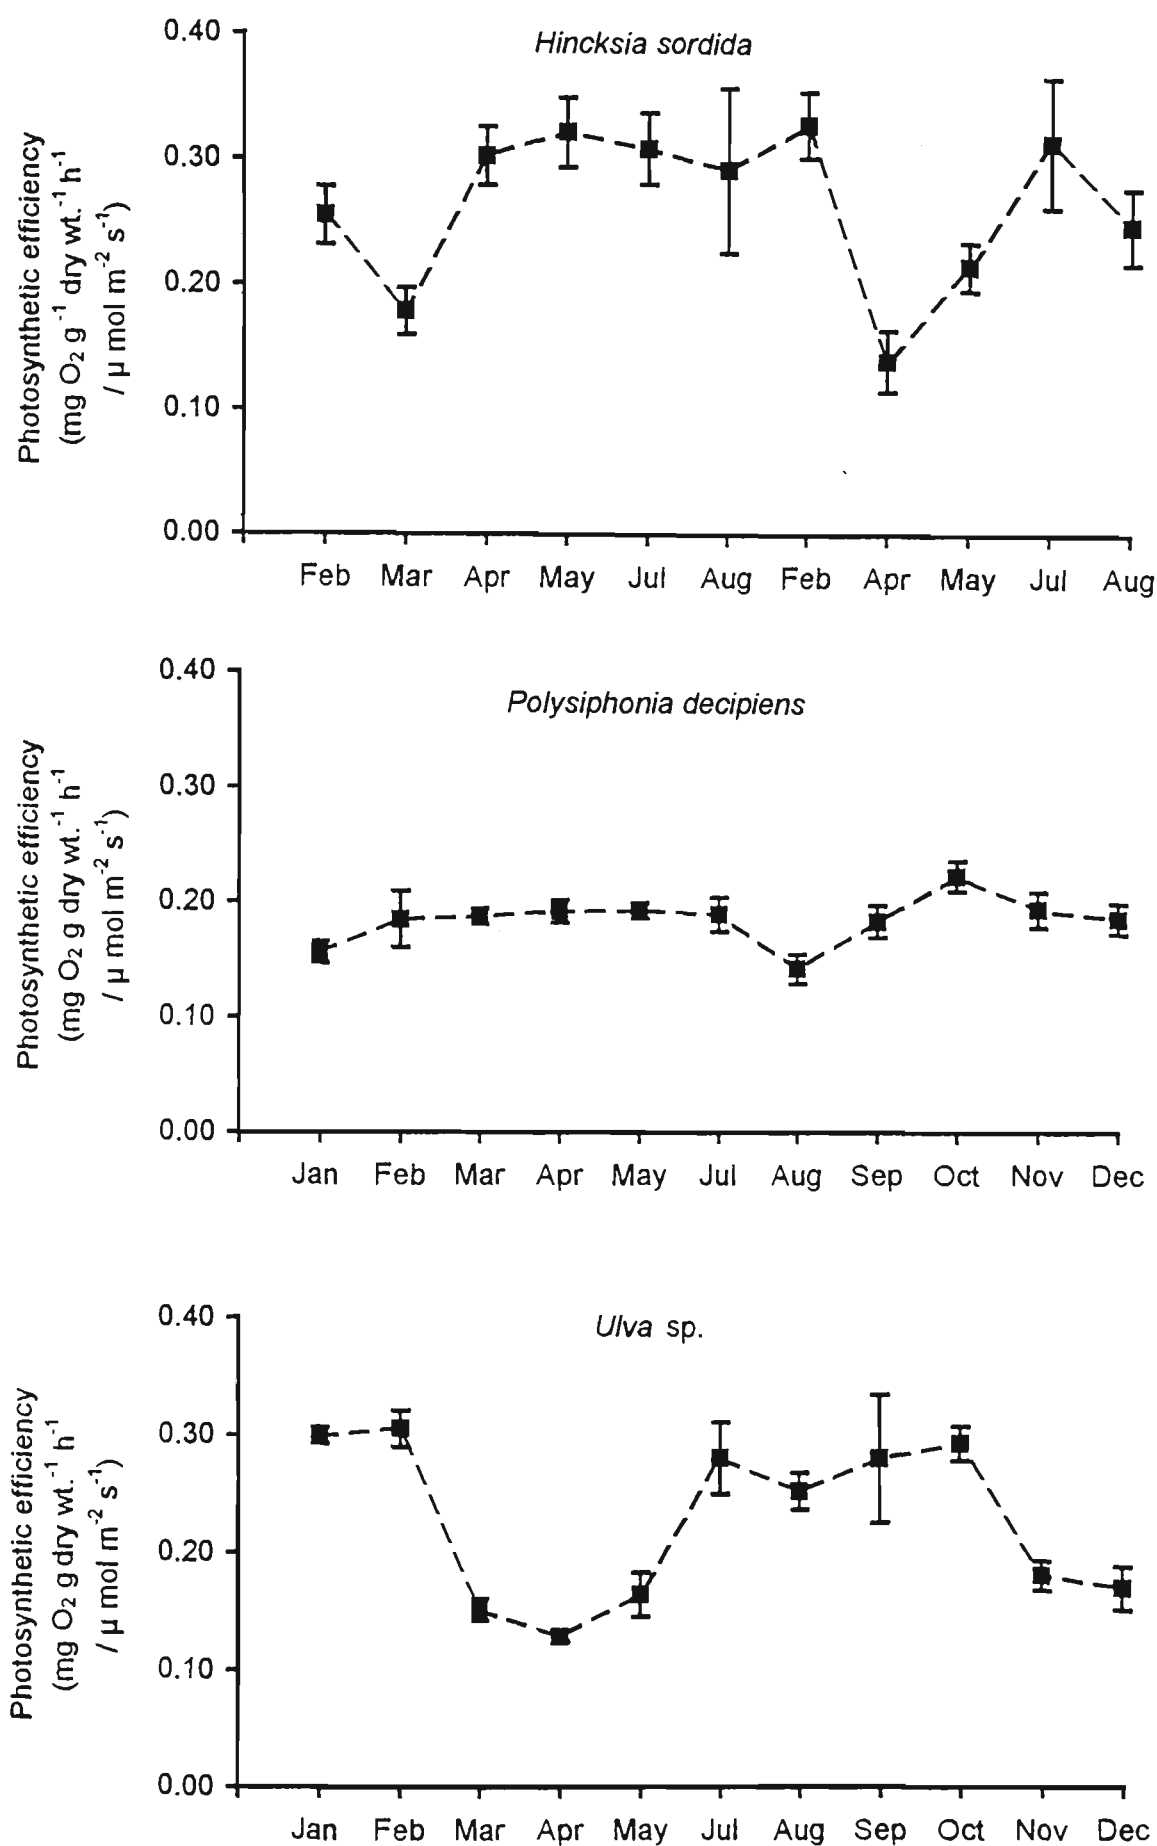 Hincksia sordida
Photosynthetic efficiency
(mg O₂ g⁻¹ dry wt.⁻¹ h⁻¹
/ µ mol m⁻² s⁻¹)
0.40
0.30
0.20
0.10
0.00
Feb Mar Apr May Jul Aug Feb Apr May Jul Aug
Polysiphonia decipiens
Photosynthetic efficiency
(mg O₂ g dry wt.⁻¹ h⁻¹
/ µ mol m⁻² s⁻¹)
0.40
0.30
0.20
0.10
0.00
Jan Feb Mar Apr May Jul Aug Sep Oct Nov Dec
Ulva sp.
Photosynthetic efficiency
(mg O₂ g dry wt.⁻¹ h⁻¹
/ µ mol m⁻² s⁻¹)
0.40
0.30
0.20
0.10
0.00
Jan Feb Mar Apr May Jul Aug Sep Oct Nov Dec